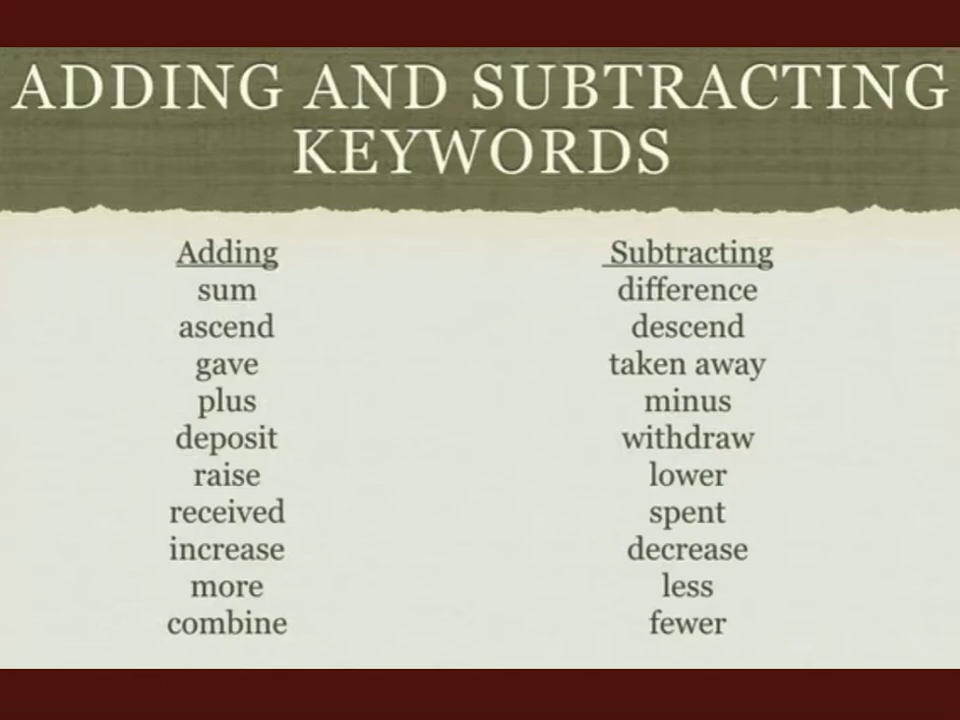 ADDING AND SUBTRACTING
KEYWORDS
Adding
sum
ascend
gave
plus
deposit
raise
received
increase
more
combine
Subtracting
difference
descend
taken away
minus
withdraw
lower
spent
decrease
less
fewer